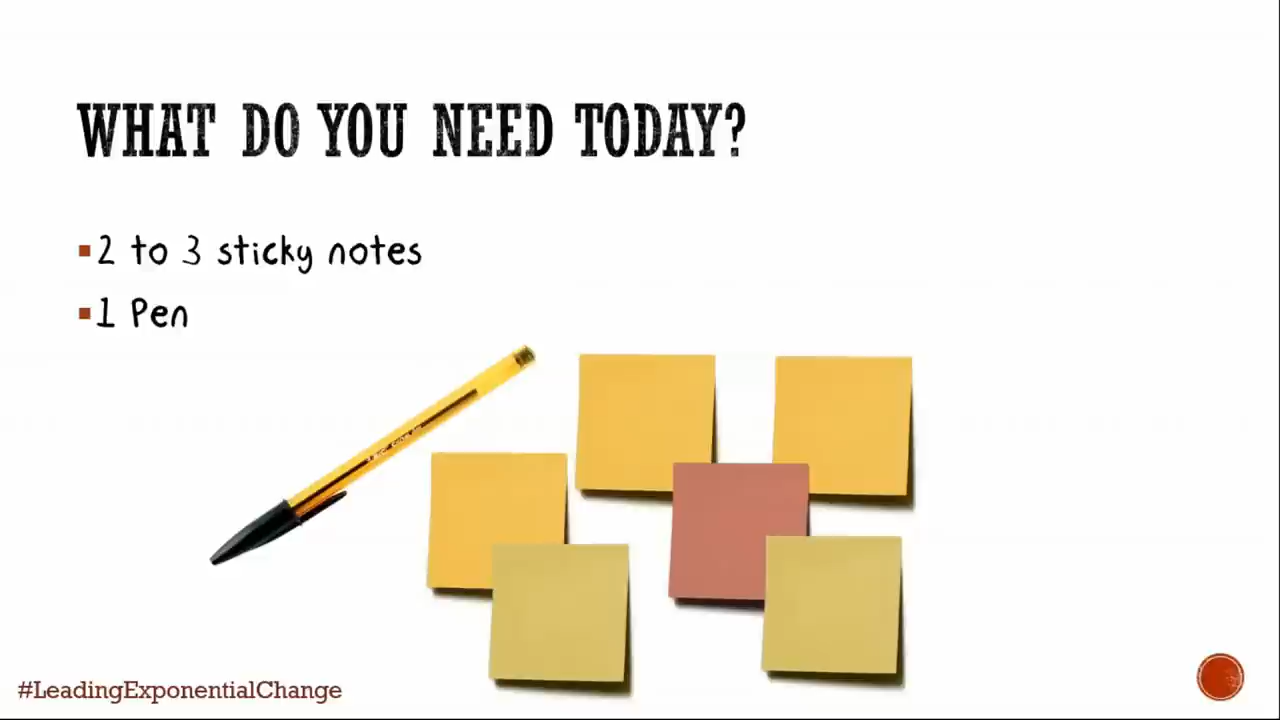 WHAT DO YOU NEED TODAY?
2 to 3 sticky notes
1 Pen
#LeadingExponentialChange